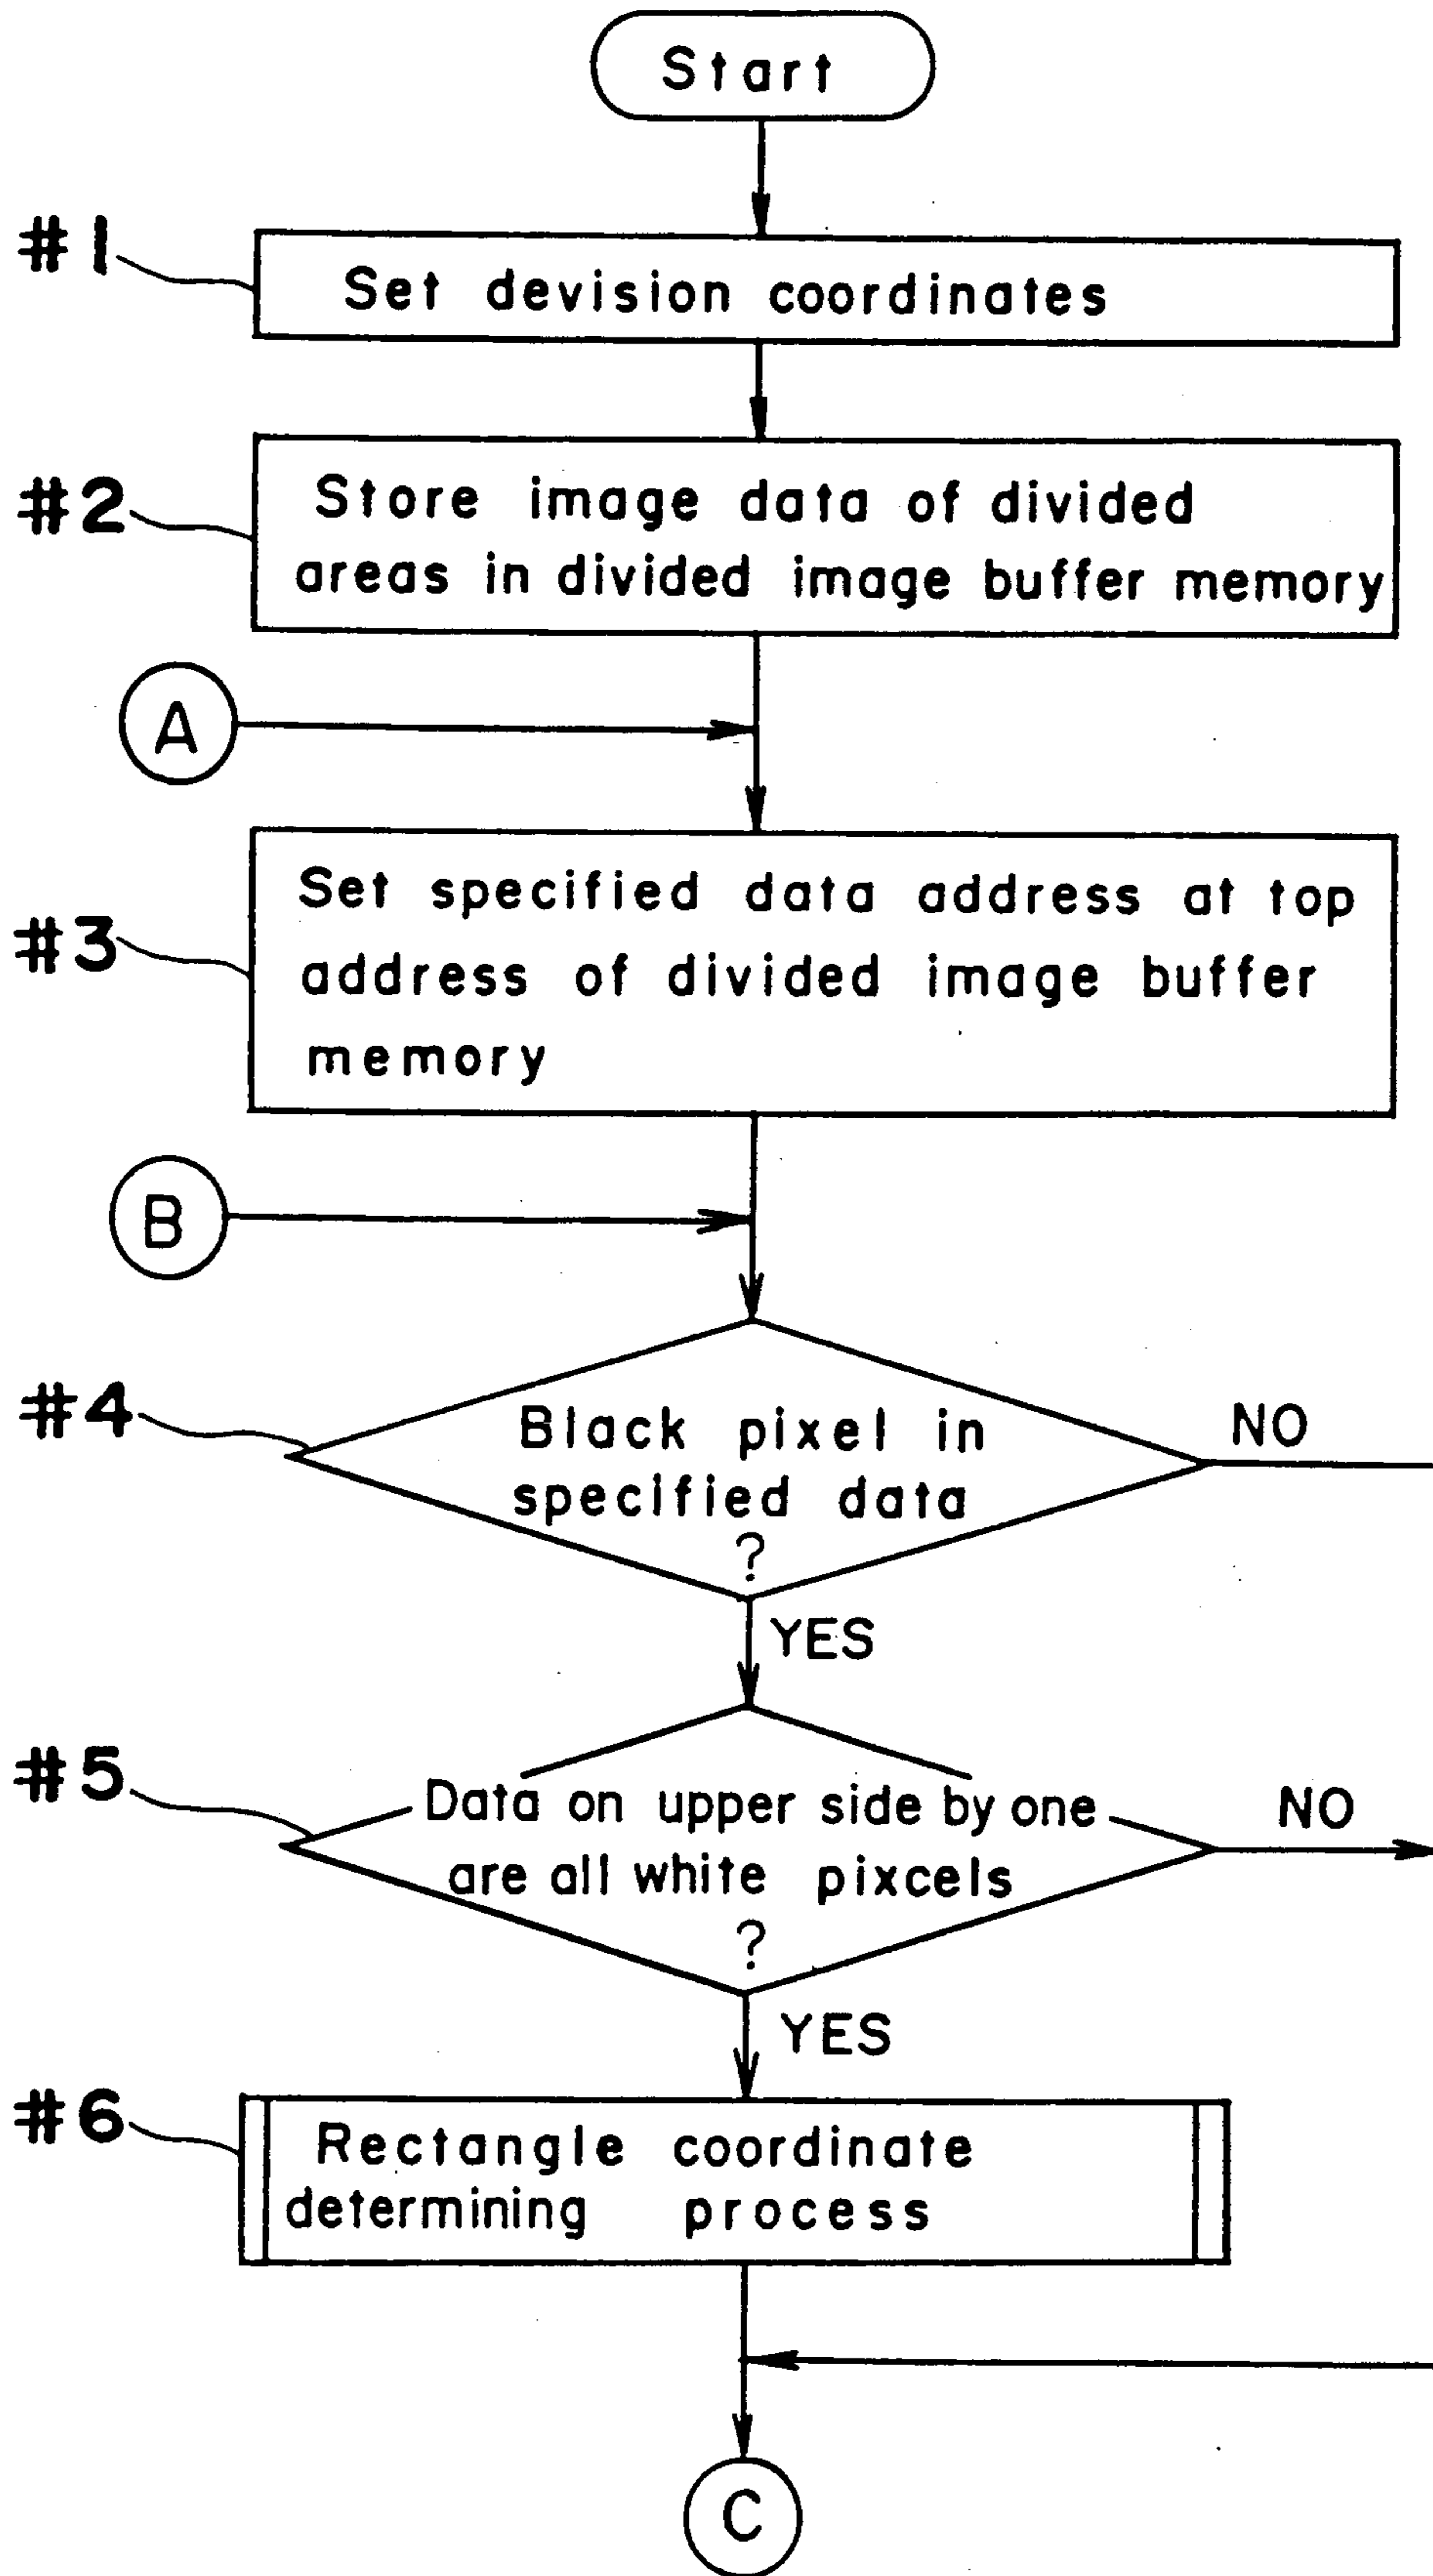 Start
#1
Set devision coordinates
#2
Store image data of divided
areas in divided image buffer memory
A
#3
Set specified data address at top
address of divided image buffer
memory
B
#4
Black pixel in
specified data
?
NO
YES
#5
Data on upper side by one
are all white pixcels
?
NO
YES
#6
Rectangle coordinate
determining process
C